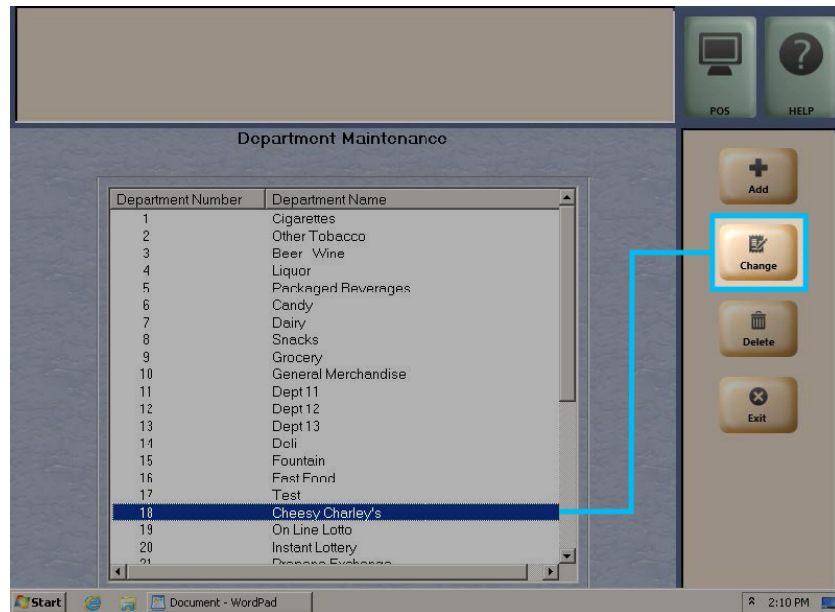 POS HELP
Department Maintenance
Add
Department Number Department Name
1 Cigarettes
2 Other Tobacco
Change
3 Beer Wine
4 Liquor
5 Packaged Beverages
6 Candy
7 Dairy
Delete
8 Snacks
9 Grocery
10 General Merchandise
11 Dept 11
Exit
12 Dept 12
13 Dept 13
14 Deli
15 Fountain
16 Fast Food
17 Test
18 Cheesy Charley's
19 On Line Lotto
20 Instant Lottery
21 Propane Exchange
Start Document - WordPad 2:10 PM